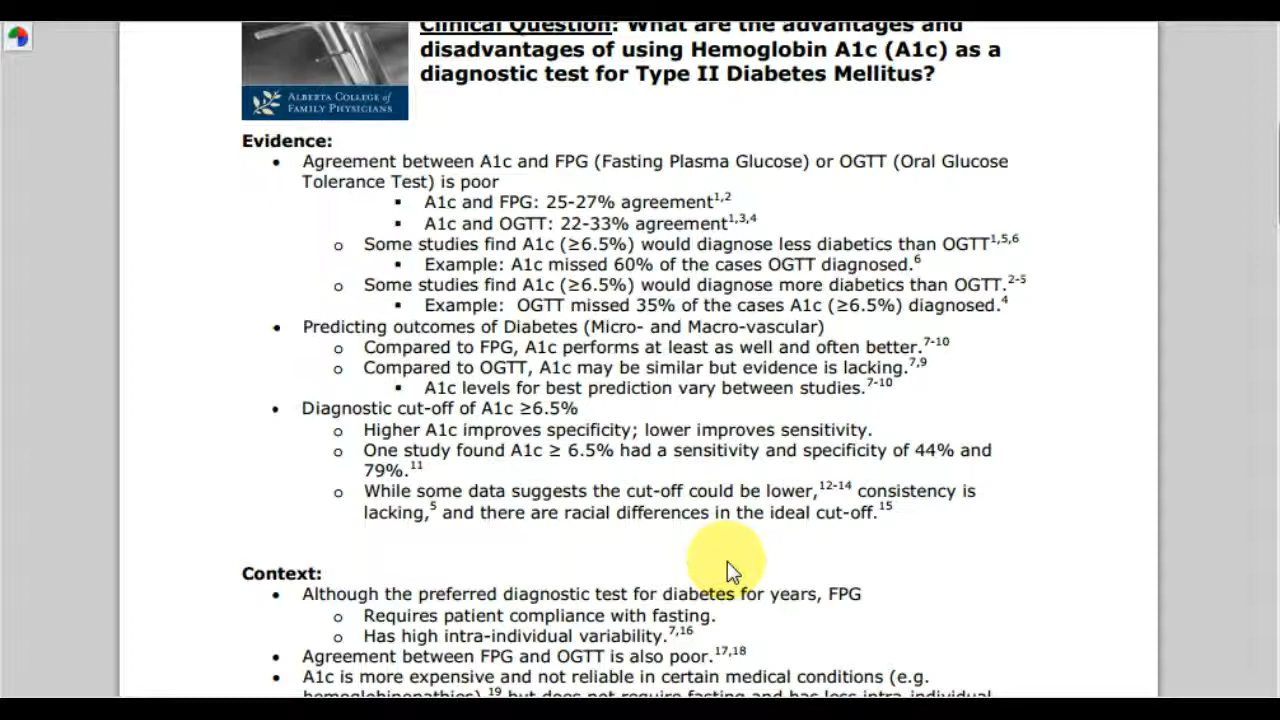 Clinical Question: What are the advantages and
disadvantages of using Hemoglobin A1c (A1c) as a
diagnostic test for Type II Diabetes Mellitus?
ALBERTA COLLEGE of
FAMILY PHYSICIANS
Evidence:
• Agreement between A1c and FPG (Fasting Plasma Glucose) or OGTT (Oral Glucose
Tolerance Test) is poor
▪ A1c and FPG: 25-27% agreement1,2
▪ A1c and OGTT: 22-33% agreement1,3,4
o Some studies find A1c (≥6.5%) would diagnose less diabetics than OGTT1,5,6
▪ Example: A1c missed 60% of the cases OGTT diagnosed.6
o Some studies find A1c (≥6.5%) would diagnose more diabetics than OGTT.2-5
▪ Example: OGTT missed 35% of the cases A1c (≥6.5%) diagnosed.4
• Predicting outcomes of Diabetes (Micro- and Macro-vascular)
o Compared to FPG, A1c performs at least as well and often better.7-10
o Compared to OGTT, A1c may be similar but evidence is lacking.7,9
▪ A1c levels for best prediction vary between studies.7-10
• Diagnostic cut-off of A1c ≥6.5%
o Higher A1c improves specificity; lower improves sensitivity.
o One study found A1c ≥ 6.5% had a sensitivity and specificity of 44% and
79%.11
o While some data suggests the cut-off could be lower,12-14 consistency is
lacking,5 and there are racial differences in the ideal cut-off.15
Context:
• Although the preferred diagnostic test for diabetes for years, FPG
o Requires patient compliance with fasting.
o Has high intra-individual variability.7,16
• Agreement between FPG and OGTT is also poor.17,18
• A1c is more expensive and not reliable in certain medical conditions (e.g.
hemoglobinopathies),19 but does not require fasting and has less intra-individual